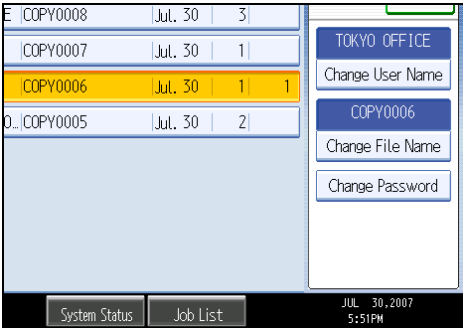 E COPY0008 Jul. 30 3
COPY0007 Jul. 30 1
COPY0006 Jul. 30 1 1
O... COPY0005 Jul. 30 2
TOKYO OFFICE
Change User Name
COPY0006
Change File Name
Change Password
System Status Job List
JUL 30,2007
5:51PM